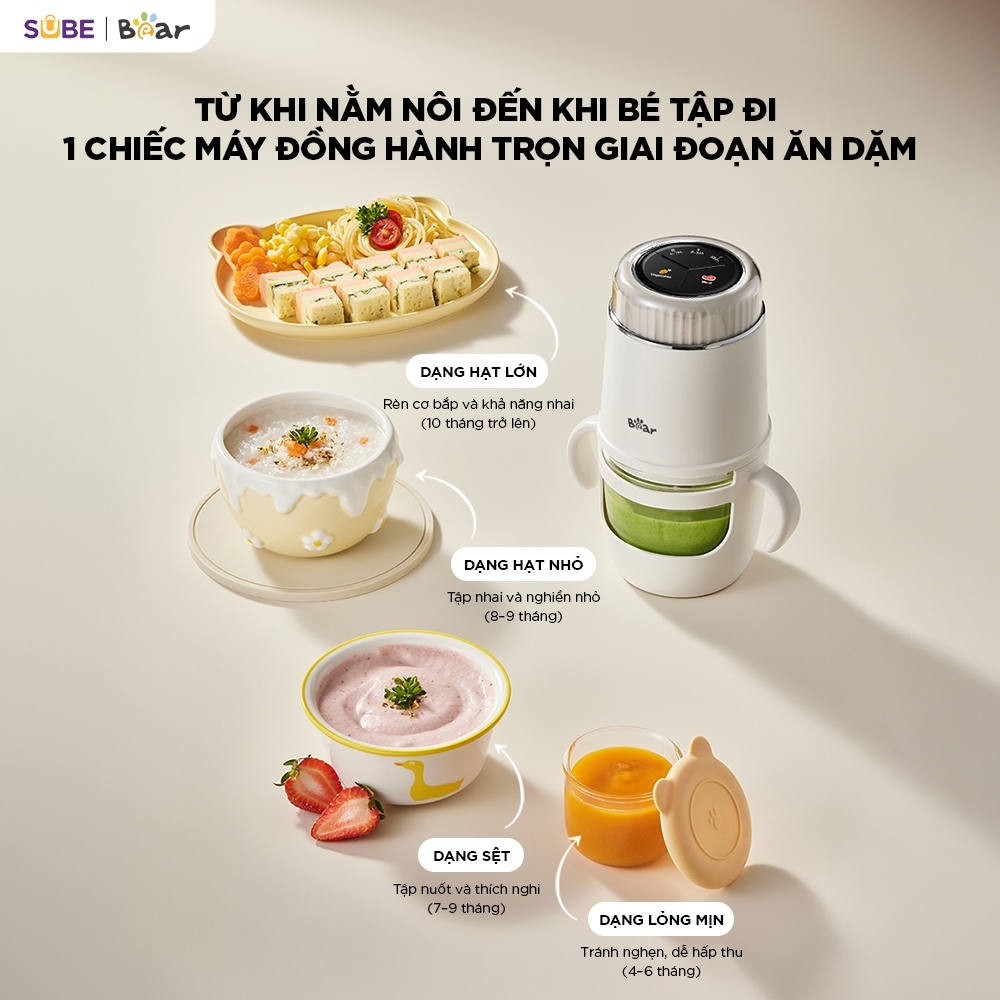 SUBE | Bear
TỪ KHI NẰM NÔI ĐẾN KHI BÉ TẬP ĐI
1 CHIẾC MÁY ĐỒNG HÀNH TRỌN GIAI ĐOẠN ĂN DẶM
DẠNG HẠT LỚN
Rèn cơ bắp và khả năng nhai
(10 tháng trở lên)
Bear
DẠNG HẠT NHỎ
Tập nhai và nghiền nhỏ
(8–9 tháng)
DẠNG SỆT
Tập nuốt và thích nghi
(7–9 tháng)
DẠNG LỎNG MỊN
Tránh nghẹn, dễ hấp thu
(4–6 tháng)